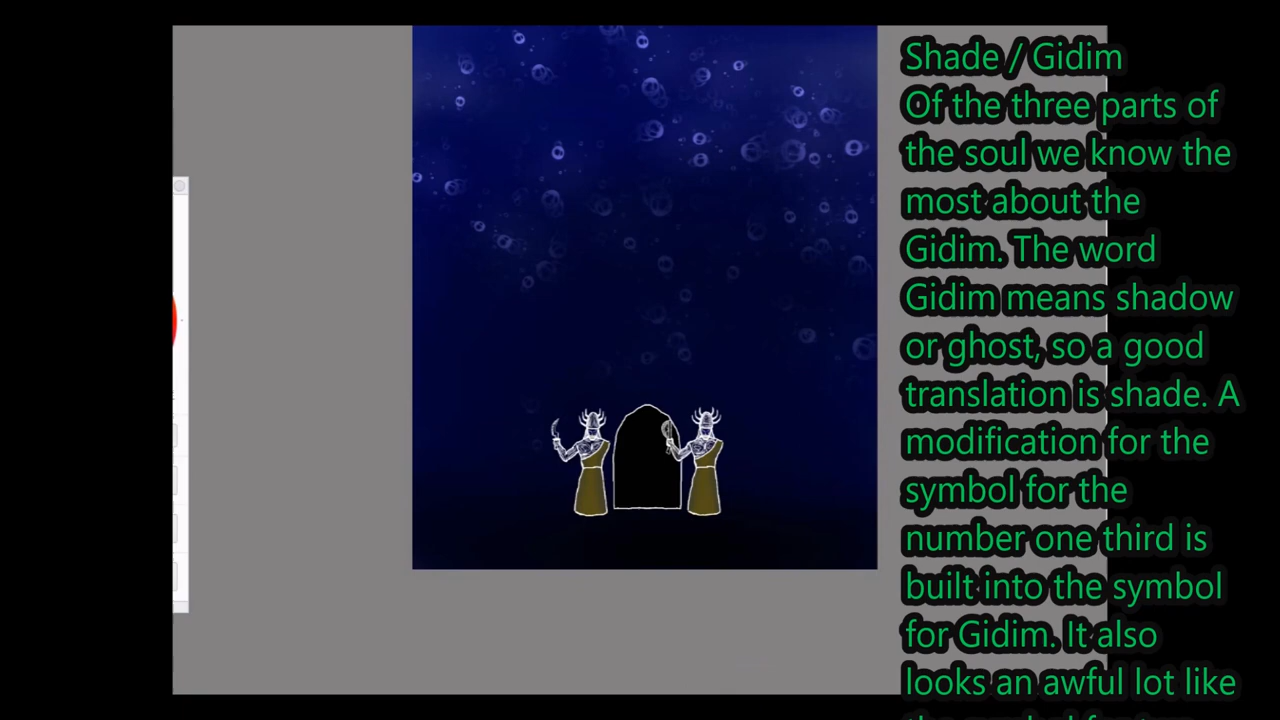 Shade / Gidim
Of the three parts of
the soul we know the
most about the
Gidim. The word
Gidim means shadow
or ghost, so a good
translation is shade. A
modification for the
symbol for the
number one third is
built into the symbol
for Gidim. It also
looks an awful lot like